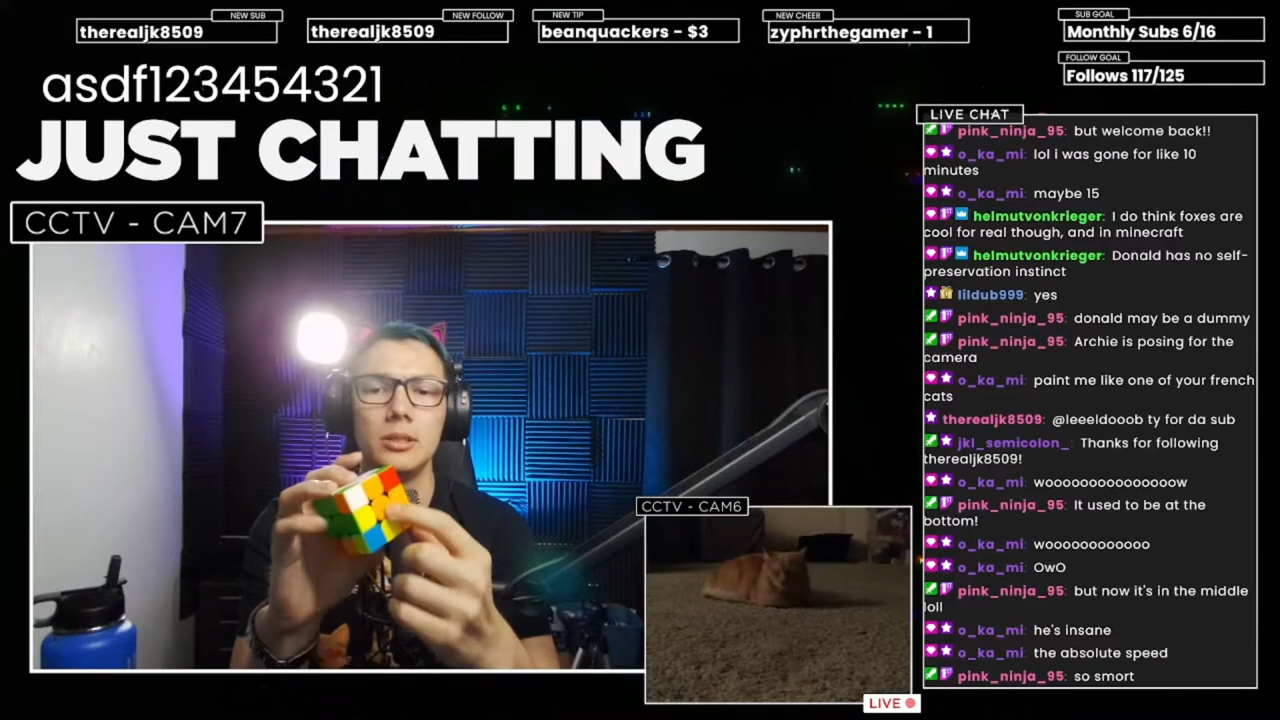 NEW SUB
therealjk8509
NEW FOLLOW
therealjk8509
NEW TIP
beanquackers - $3
NEW CHEER
zyphrthegamer - 1
SUB GOAL
Monthly Subs 6/16
FOLLOW GOAL
Follows 117/125
asdf123454321
JUST CHATTING
CCTV - CAM7
CCTV - CAM6
LIVE
LIVE CHAT
pink_ninja_95: but welcome back!!
o_ka_mi: lol i was gone for like 10
minutes
o_ka_mi: maybe 15
helmutvonkrieger: I do think foxes are
cool for real though, and in minecraft
helmutvonkrieger: Donald has no self-
preservation instinct
lildub999: yes
pink_ninja_95: donald may be a dummy
pink_ninja_95: Archie is posing for the
camera
o_ka_mi: paint me like one of your french
cats
therealjk8509: @leeeldooob ty for da sub
jkl_semicolon_: Thanks for following
therealjk8509!
o_ka_mi: woooooooooooooow
pink_ninja_95: It used to be at the
bottom!
o_ka_mi: woooooooooooo
o_ka_mi: OwO
pink_ninja_95: but now it's in the middle
loll
o_ka_mi: he's insane
o_ka_mi: the absolute speed
pink_ninja_95: so smort